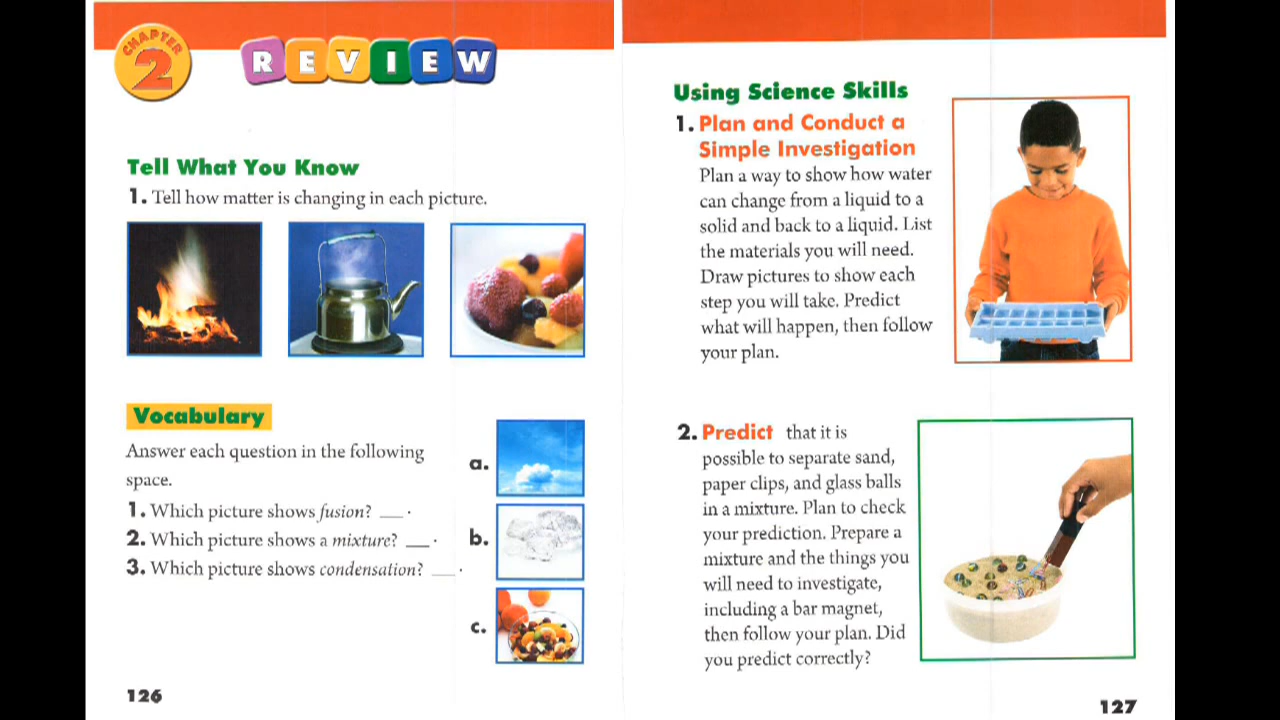 CHAPTER
2
REVIEW
Tell What You Know
1. Tell how matter is changing in each picture.
Vocabulary
Answer each question in the following
space.
1. Which picture shows fusion? __ .
2. Which picture shows a mixture? __ .
3. Which picture shows condensation? __ .
a.
b.
c.
126
Using Science Skills
1. Plan and Conduct a
Simple Investigation
Plan a way to show how water
can change from a liquid to a
solid and back to a liquid. List
the materials you will need.
Draw pictures to show each
step you will take. Predict
what will happen, then follow
your plan.
2. Predict that it is
possible to separate sand,
paper clips, and glass balls
in a mixture. Plan to check
your prediction. Prepare a
mixture and the things you
will need to investigate,
including a bar magnet,
then follow your plan. Did
you predict correctly?
127